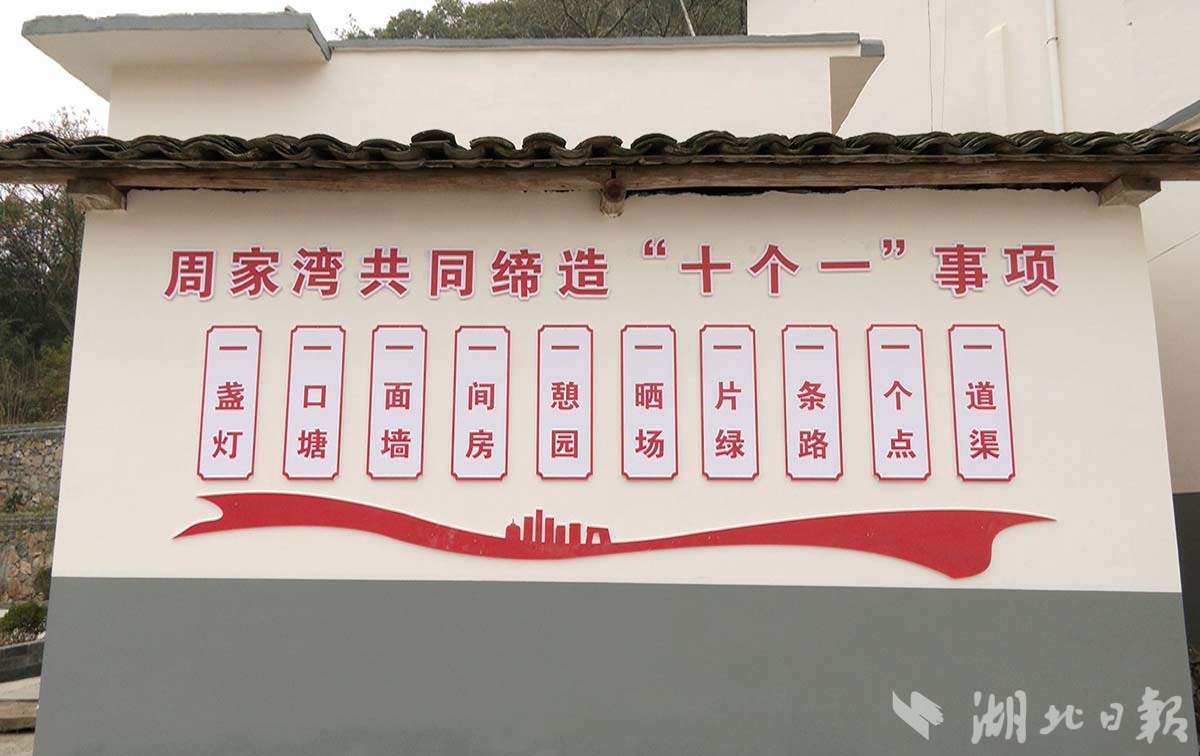 周家湾共同缔造“十个一”事项
一盏灯
一口塘
一面墙
一间房
一憩园
一晒场
一片绿
一条路
一个点
一道渠
湖北日報